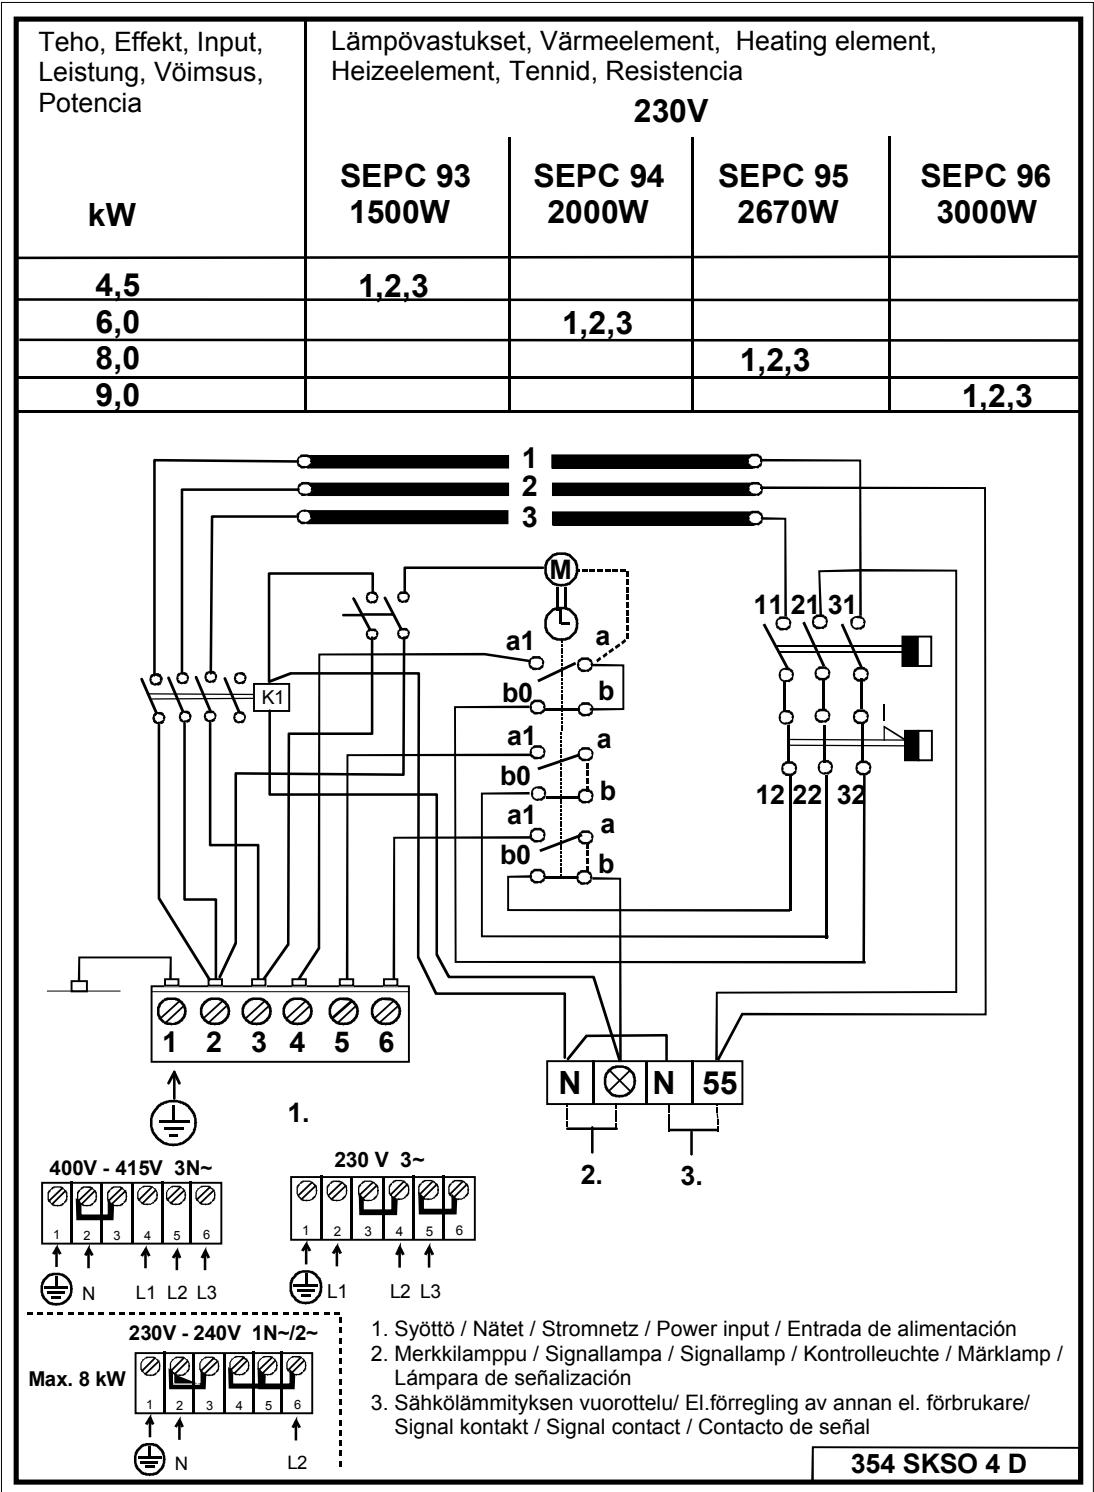 Teho, Effekt, Input,
Leistung, Vöimsus,
Potencia
kW
Lämpövastukset, Värmeelement, Heating element,
Heizeelement, Tennid, Resistencia
230V
SEPC 93 SEPC 94 SEPC 95 SEPC 96
1500W 2000W 2670W 3000W
4,5 1,2,3
6,0 1,2,3
8,0 1,2,3
9,0 1,2,3
1
2
3
M
11 21 31
a1 a
K1
b0 b
a1 a
b0 b
12 22 32
a1 a
b0 b
1 2 3 4 5 6
N N 55
1.
2. 3.
400V - 415V 3N~
1 2 3 4 5 6
N L1 L2 L3
230 V 3~
1 2 3 4 5 6
L1 L2 L3
230V - 240V 1N~/2~
Max. 8 kW
1 2 3 4 5 6
N L2
1. Syöttö / Nätet / Stromnetz / Power input / Entrada de alimentación
2. Merkkilamppu / Signallampa / Signallamp / Kontrolleuchte / Märklamp /
Lámpara de señalización
3. Sähkölämmityksen vuorottelu/ El.förregling av annan el. förbrukare/
Signal kontakt / Signal contact / Contacto de señal
354 SKSO 4 D